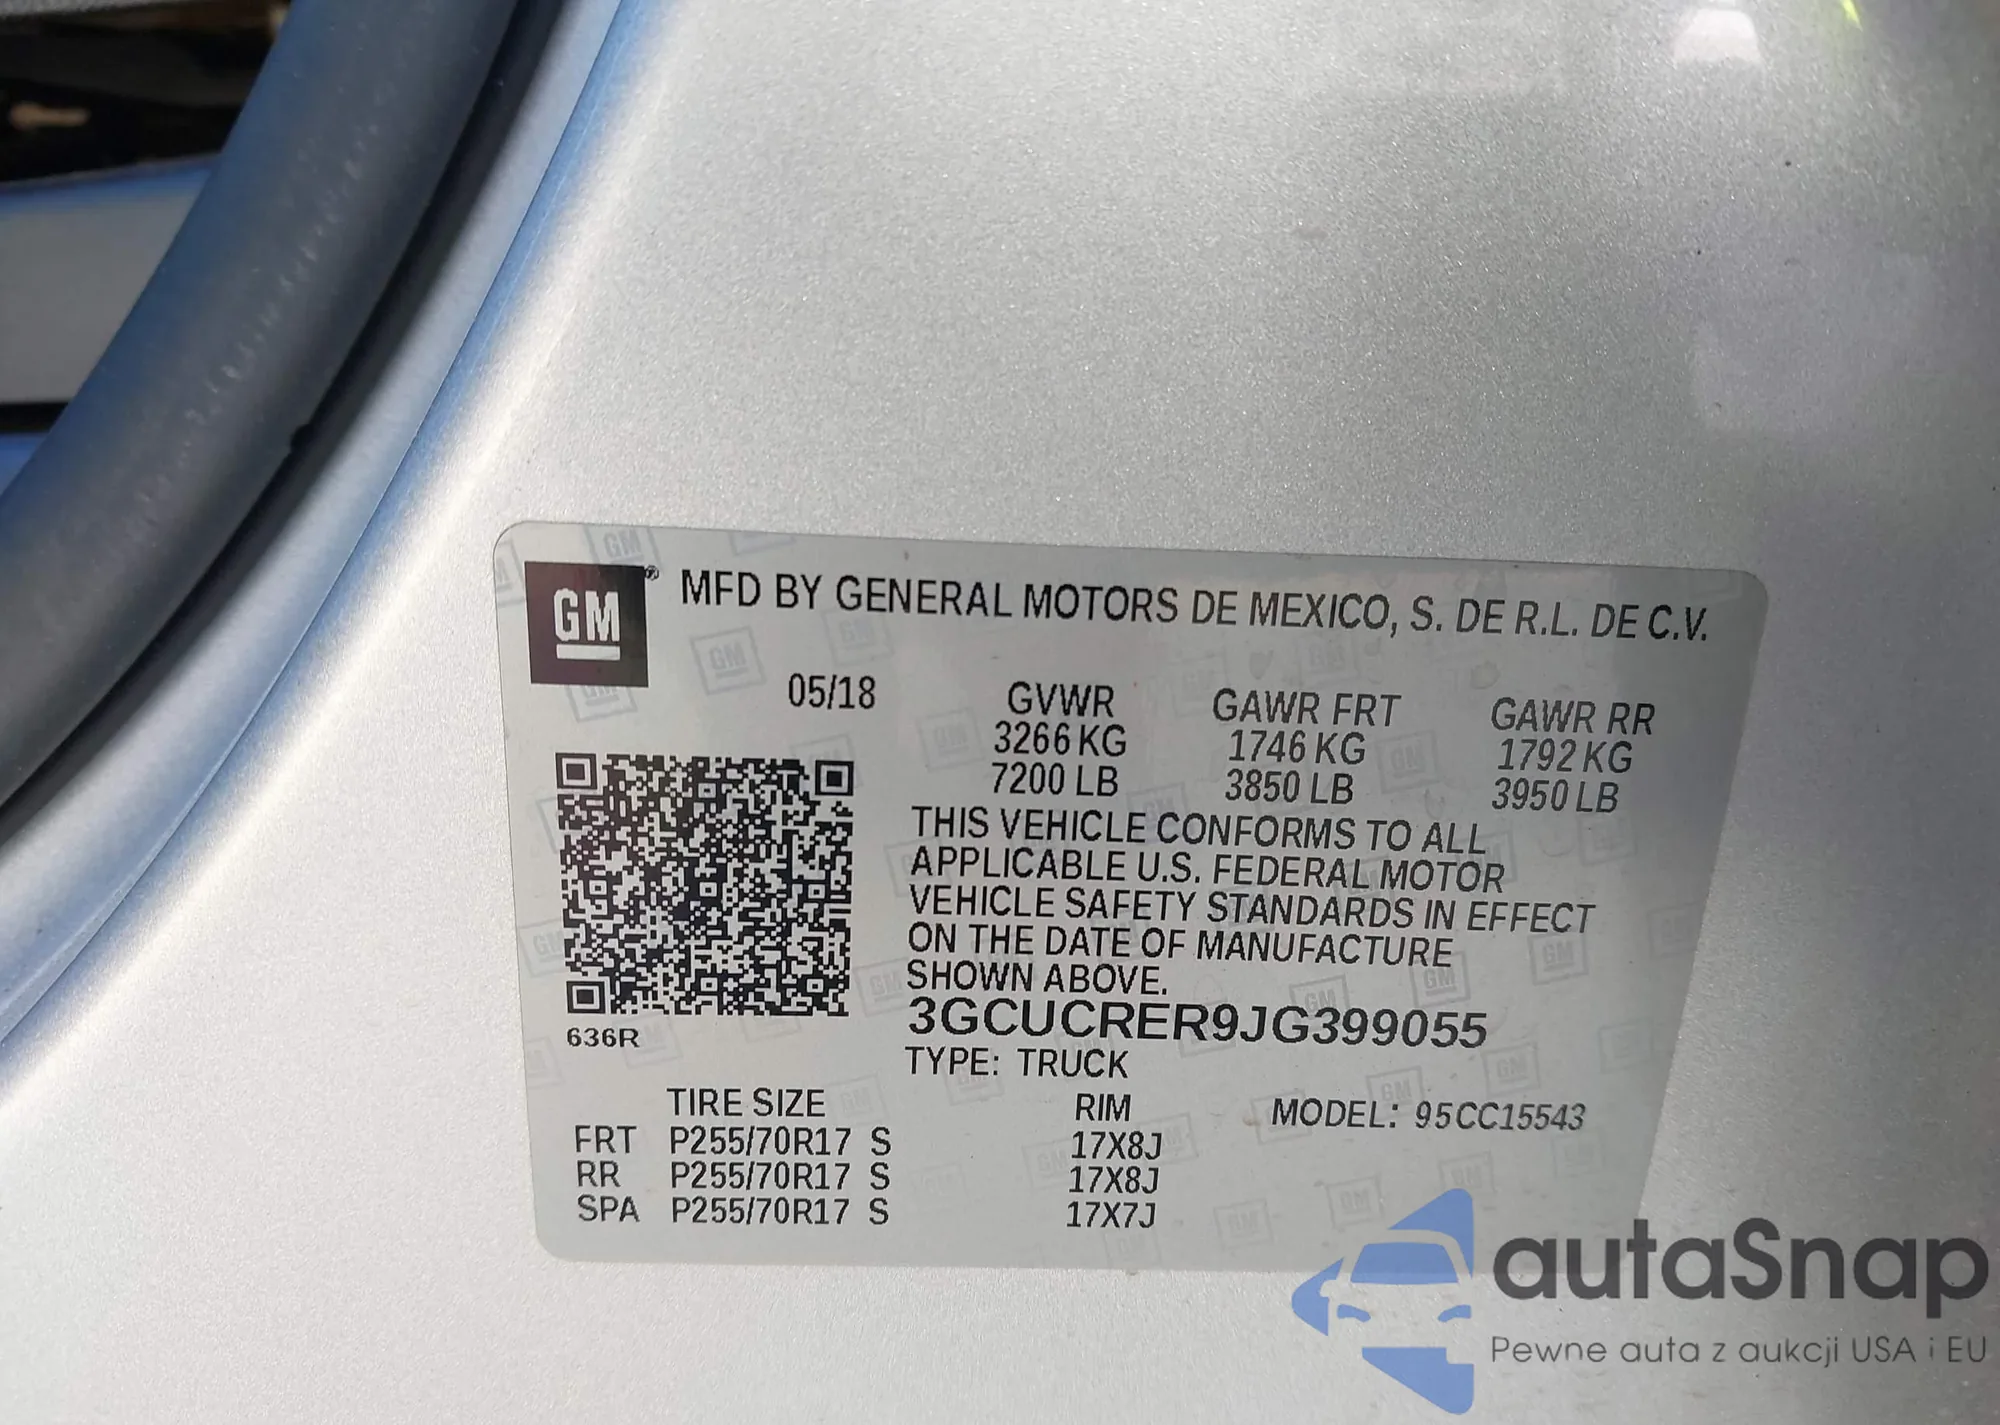 GM ® MFD BY GENERAL MOTORS DE MEXICO, S. DE R.L. DE C.V.
05/18 GVWR GAWR FRT GAWR RR
3266 KG 1746 KG 1792 KG
7200 LB 3850 LB 3950 LB
THIS VEHICLE CONFORMS TO ALL
APPLICABLE U.S. FEDERAL MOTOR
VEHICLE SAFETY STANDARDS IN EFFECT
ON THE DATE OF MANUFACTURE
SHOWN ABOVE.
3GCUCRER9JG399055
636R
TYPE: TRUCK
TIRE SIZE RIM MODEL: 95CC15543
FRT P255/70R17 S 17X8J
RR P255/70R17 S 17X8J
SPA P255/70R17 S 17X7J
autaSnap
Pewne auta z aukcji USA i EU